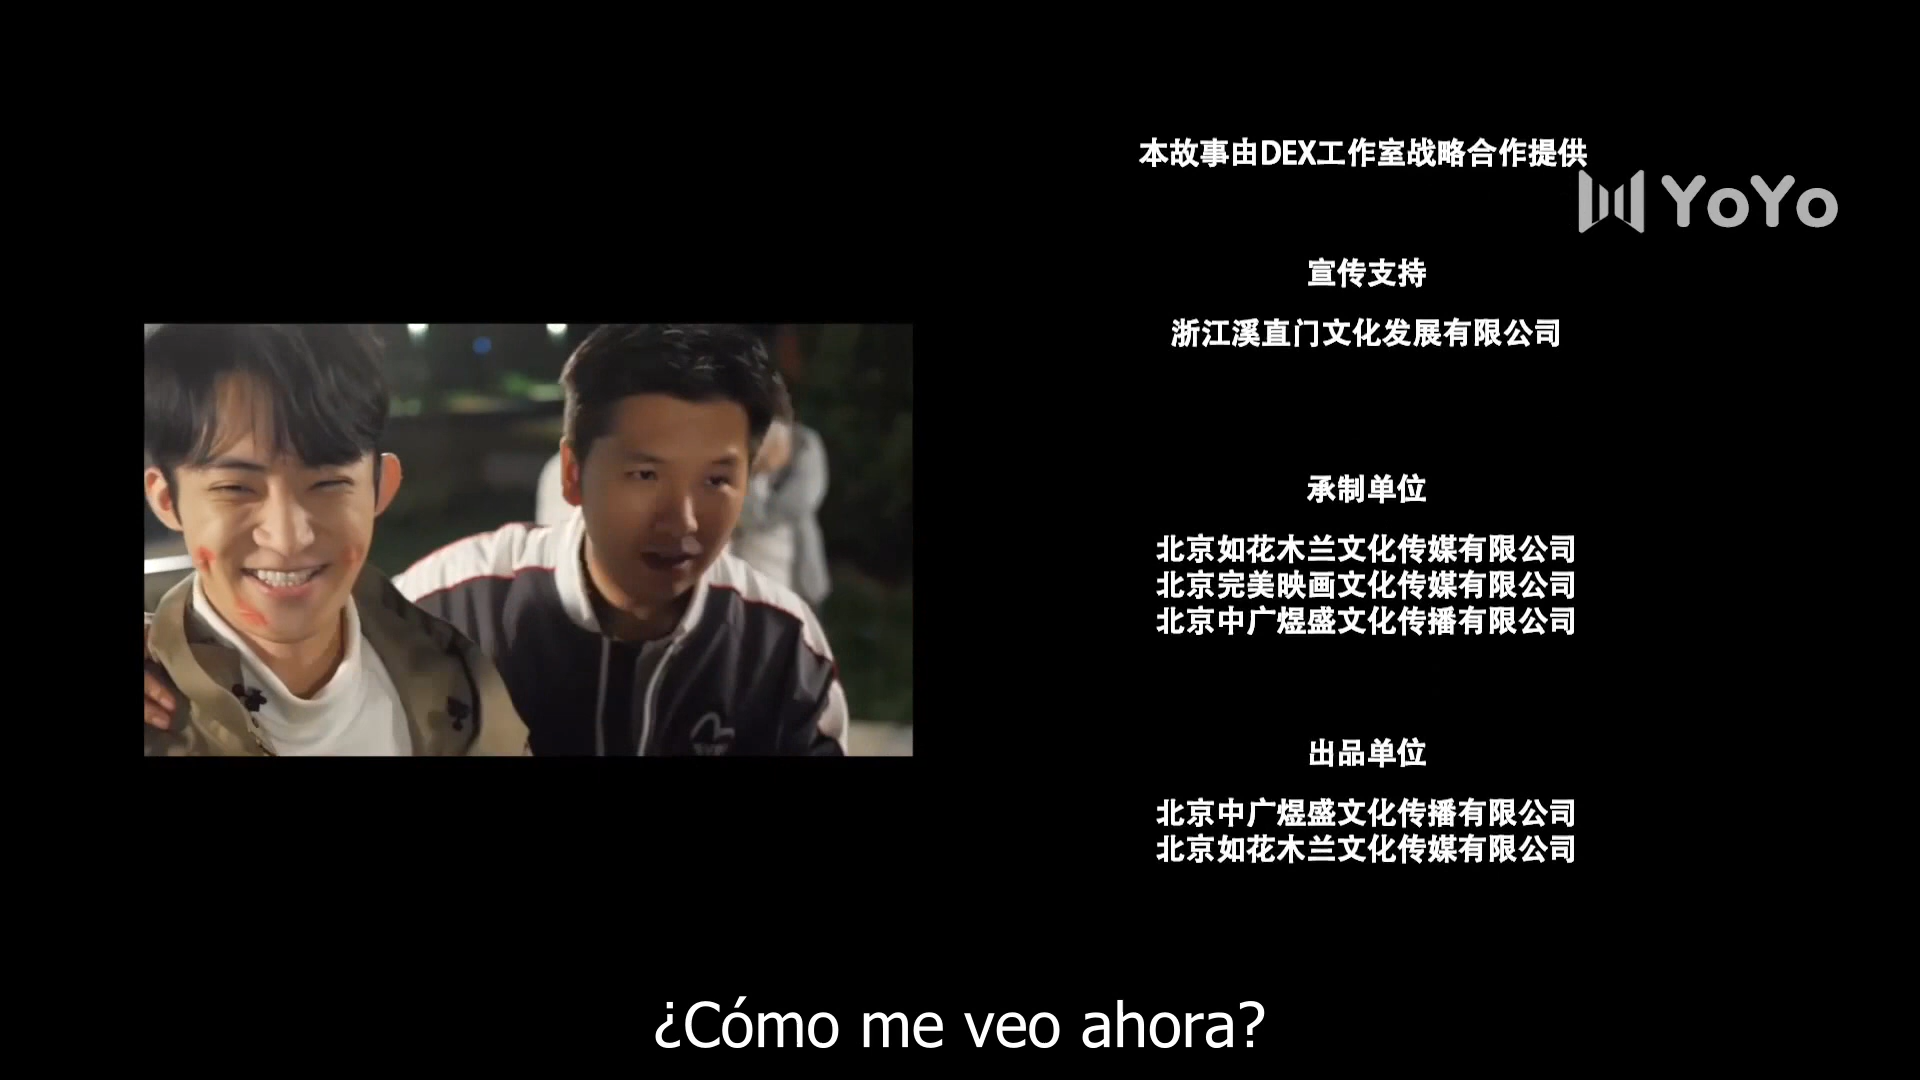 本故事由DEX工作室战略合作提供
YoYo
宣传支持
浙江溪直门文化发展有限公司
承制单位
北京如花木兰文化传媒有限公司
北京完美映画文化传媒有限公司
北京中广煜盛文化传播有限公司
出品单位
北京中广煜盛文化传播有限公司
北京如花木兰文化传媒有限公司
¿Cómo me veo ahora?